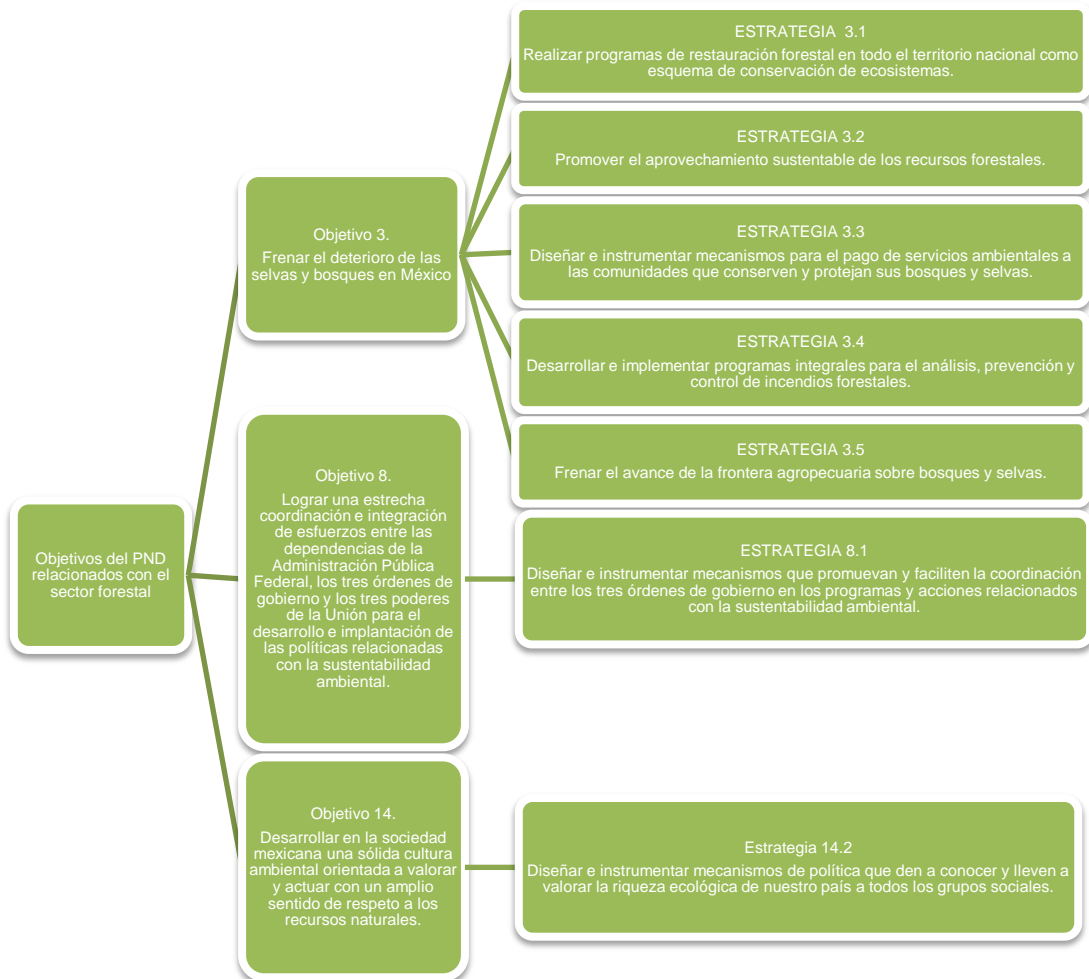 Objetivos del PND
relacionados con el
sector forestal
Objetivo 3.
Frenar el deterioro de las
selvas y bosques en México
ESTRATEGIA 3.1
Realizar programas de restauración forestal en todo el territorio nacional como
esquema de conservación de ecosistemas.
ESTRATEGIA 3.2
Promover el aprovechamiento sustentable de los recursos forestales.
ESTRATEGIA 3.3
Diseñar e instrumentar mecanismos para el pago de servicios ambientales a
las comunidades que conserven y protejan sus bosques y selvas.
ESTRATEGIA 3.4
Desarrollar e implementar programas integrales para el análisis, prevención y
control de incendios forestales.
ESTRATEGIA 3.5
Frenar el avance de la frontera agropecuaria sobre bosques y selvas.
Objetivo 8.
Lograr una estrecha
coordinación e integración
de esfuerzos entre las
dependencias de la
Administración Pública
Federal, los tres órdenes de
gobierno y los tres poderes
de la Unión para el
desarrollo e implantación de
las políticas relacionadas
con la sustentabilidad
ambiental.
ESTRATEGIA 8.1
Diseñar e instrumentar mecanismos que promuevan y faciliten la coordinación
entre los tres órdenes de gobierno en los programas y acciones relacionados
con la sustentabilidad ambiental.
Objetivo 14.
Desarrollar en la sociedad
mexicana una sólida cultura
ambiental orientada a valorar
y actuar con un amplio
sentido de respeto a los
recursos naturales.
Estrategia 14.2
Diseñar e instrumentar mecanismos de política que den a conocer y lleven a
valorar la riqueza ecológica de nuestro país a todos los grupos sociales.